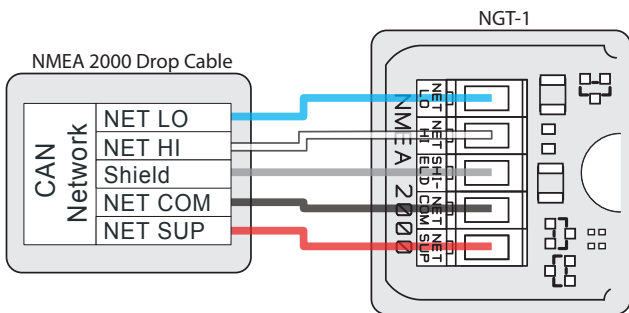 NGT-1
NMEA 2000 Drop Cable
CAN
Network
NET LO
NET HI
Shield
NET COM
NET SUP
NMEA 2000
NET
LO
NET
HI
SHI-
ELD
NET
COM
NET
SUP